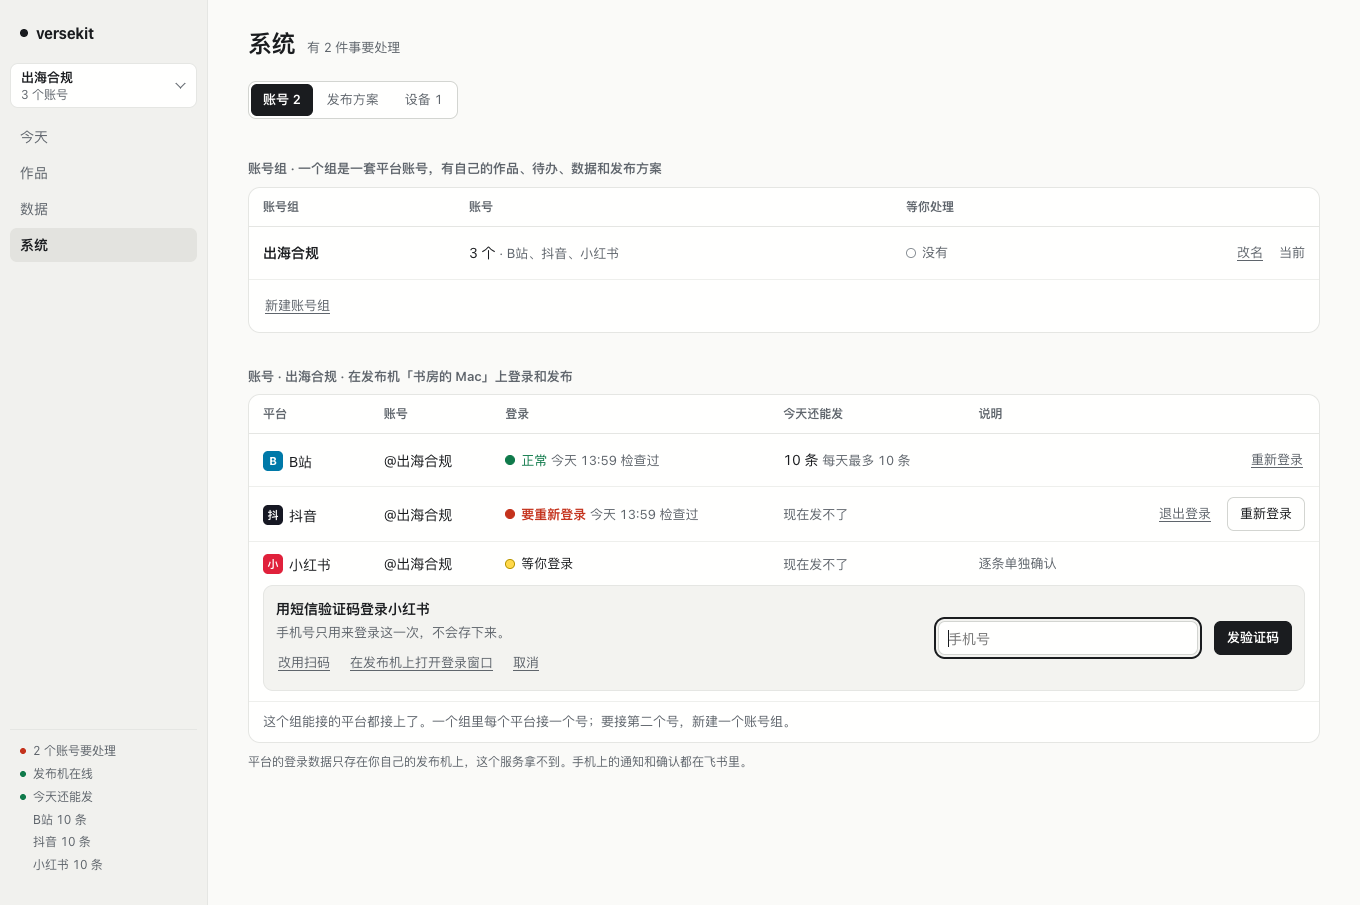 versekit
出海合规
3 个账号
今天
作品
数据
系统
2 个账号要处理
发布机在线
今天还能发
B站 10 条
抖音 10 条
小红书 10 条
系统 有 2 件事要处理
账号 2 发布方案 设备 1
账号组 · 一个组是一套平台账号，有自己的作品、待办、数据和发布方案
账号组 账号 等你处理
出海合规 3 个 · B站、抖音、小红书 没有 改名 当前
新建账号组
账号 · 出海合规 · 在发布机「书房的 Mac」上登录和发布
平台 账号 登录 今天还能发 说明
B B站 @出海合规 正常 今天 13:59 检查过 10 条 每天最多 10 条 重新登录
抖 抖音 @出海合规 要重新登录 今天 13:59 检查过 现在发不了 退出登录 重新登录
小 小红书 @出海合规 等你登录 现在发不了 逐条单独确认
用短信验证码登录小红书
手机号只用来登录这一次，不会存下来。
手机号 发验证码
改用扫码 在发布机上打开登录窗口 取消
这个组能接的平台都接上了。一个组里每个平台接一个号；要接第二个号，新建一个账号组。
平台的登录数据只存在你自己的发布机上，这个服务拿不到。手机上的通知和确认都在飞书里。